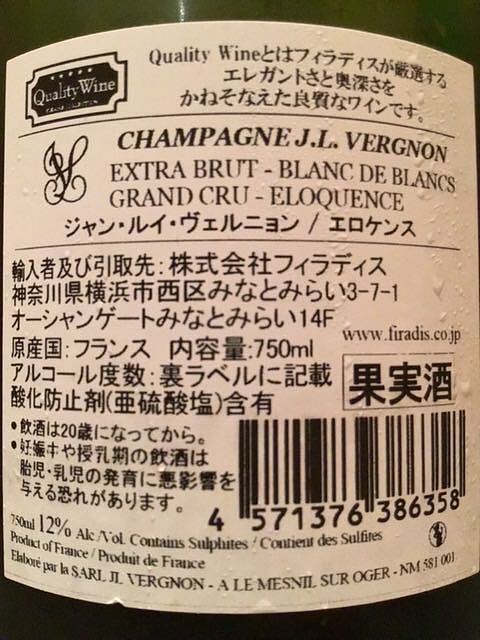 Quality Wine
Quality Wineとはフィラディスが厳選する
エレガントさと奥深さを
かねそなえた良質なワインです。
CHAMPAGNE J.L. VERGNON
EXTRA BRUT - BLANC DE BLANCS
GRAND CRU - ELOQUENCE
ジャン・ルイ・ヴェルニョン / エロケンス
輸入者及び引取先：株式会社フィラディス
神奈川県横浜市西区みなとみらい3-7-1
オーシャンゲートみなとみらい14F
www.firadis.co.jp
原産国：フランス 内容量:750ml
アルコール度数：裏ラベルに記載
果実酒
酸化防止剤(亜硫酸塩)含有
• 飲酒は20歳になってから。
• 妊娠中や授乳期の飲酒は
胎児・乳児の発育に悪影響を
与える恐れがあります。
4 571376 386358
750ml 12% Alc /Vol. Contains Sulphites / Contient des Sulfites
Product of France / Produit de France
Elaboré par la SARL JL VERGNON - A LE MESNIL SUR OGER - NM 581 001